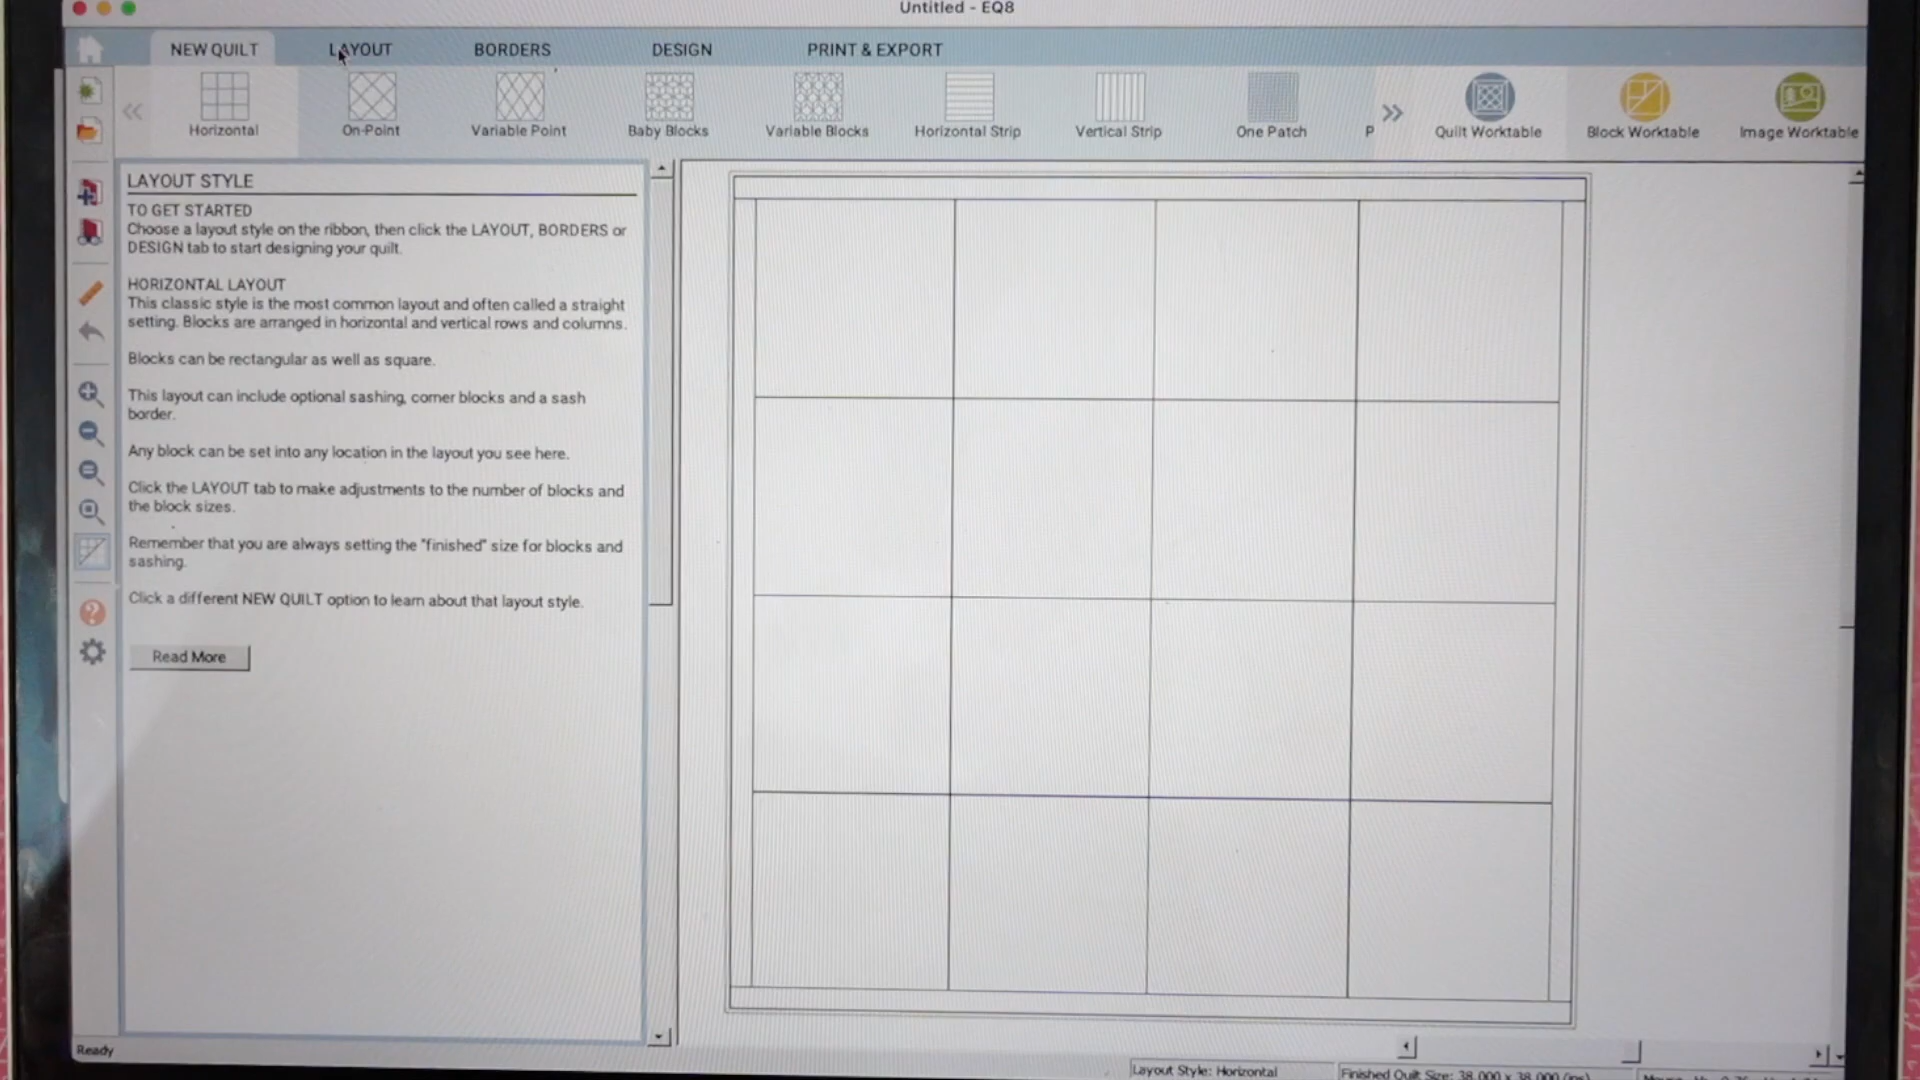 Untitled - EQ8
NEW QUILT LAYOUT BORDERS DESIGN PRINT & EXPORT
Horizontal On-Point Variable Point Baby Blocks Variable Blocks Horizontal Strip Vertical Strip One Patch P Quilt Worktable Block Worktable Image Worktable
LAYOUT STYLE
TO GET STARTED
Choose a layout style on the ribbon, then click the LAYOUT, BORDERS or
DESIGN tab to start designing your quilt.
HORIZONTAL LAYOUT
This classic style is the most common layout and often called a straight
setting. Blocks are arranged in horizontal and vertical rows and columns.
Blocks can be rectangular as well as square.
This layout can include optional sashing, corner blocks and a sash
border.
Any block can be set into any location in the layout you see here.
Click the LAYOUT tab to make adjustments to the number of blocks and
the block sizes.
Remember that you are always setting the "finished" size for blocks and
sashing.
Click a different NEW QUILT option to learn about that layout style.
Read More
Ready
Layout Style: Horizontal
Finished Quilt Size: 38.000 x 38.000 (ins)